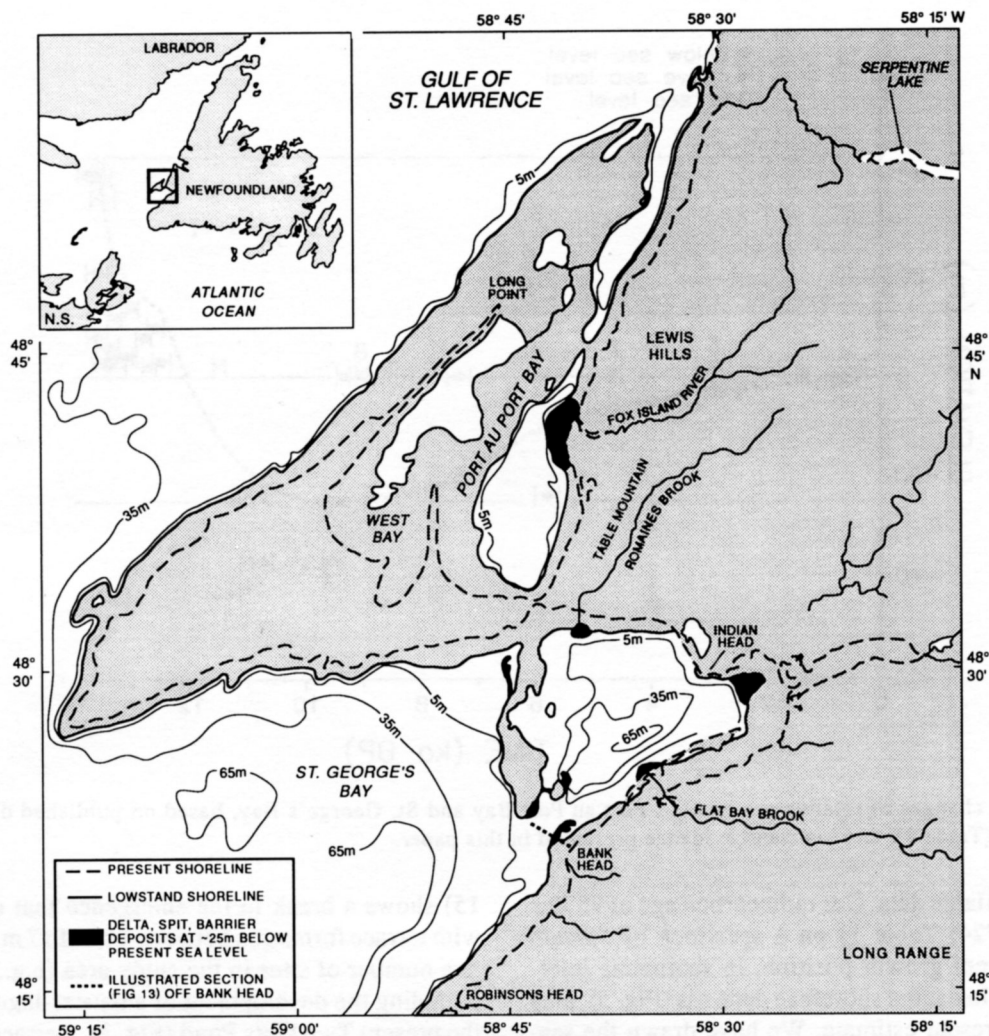 58° 45'
58° 30'
58° 15' W
LABRADOR
NEWFOUNDLAND
ATLANTIC
OCEAN
N.S.
GULF OF
ST. LAWRENCE
SERPENTINE
LAKE
5m
LONG
POINT
48°
45'
48°
45'
N
LEWIS
HILLS
PORT AU PORT BAY
FOX ISLAND RIVER
35m
5m
WEST
BAY
TABLE MOUNTAIN
ROMAINES BROOK
INDIAN
HEAD
48°
30'
5m
48°
30'
5m
35m
35m
65m
65m
ST. GEORGE'S
BAY
65m
FLAT BAY BROOK
BANK
HEAD
PRESENT SHORELINE
LOWSTAND SHORELINE
DELTA, SPIT, BARRIER
DEPOSITS AT ~25m BELOW
PRESENT SEA LEVEL
ILLUSTRATED SECTION
(FIG 13) OFF BANK HEAD
LONG RANGE
ROBINSONS HEAD
48°
15'
48°
15'
59°15'
59°00'
58°45'
58°30'
58°15'